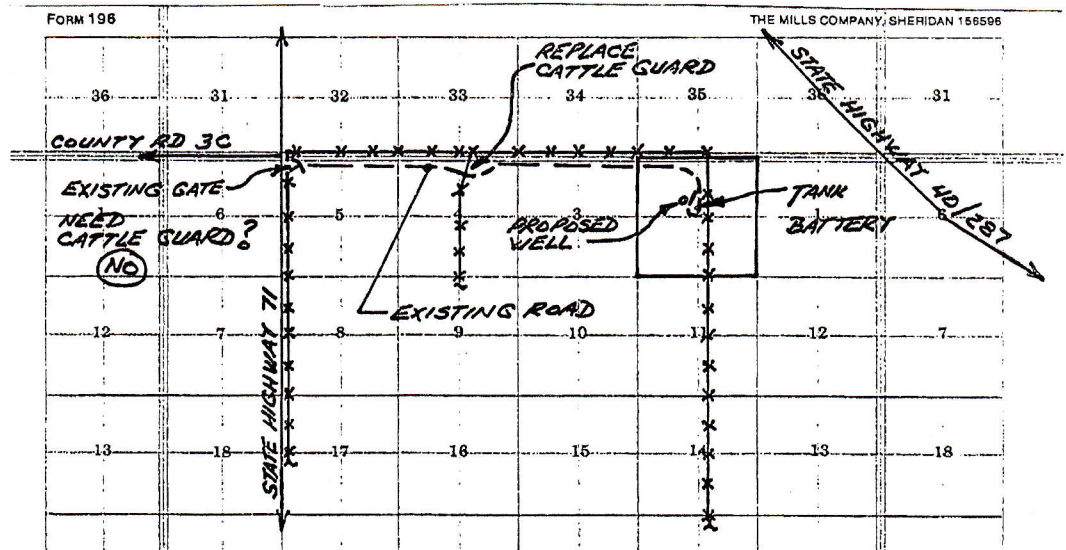 FORM 196
THE MILLS COMPANY, SHERIDAN 156596
REPLACE
CATTLE GUARD
STATE HIGHWAY 40/287
36 31 32 33 34 35 36 31
COUNTY RD 3C
EXISTING GATE
NEED
CATTLE GUARD?
NO
1 6 5 4 3 1
PROPOSED
WELL
TANK
BATTERY
EXISTING ROAD
STATE HIGHWAY 71
12 7 8 9 10 11 12 7
13 18 17 16 15 14 13 18